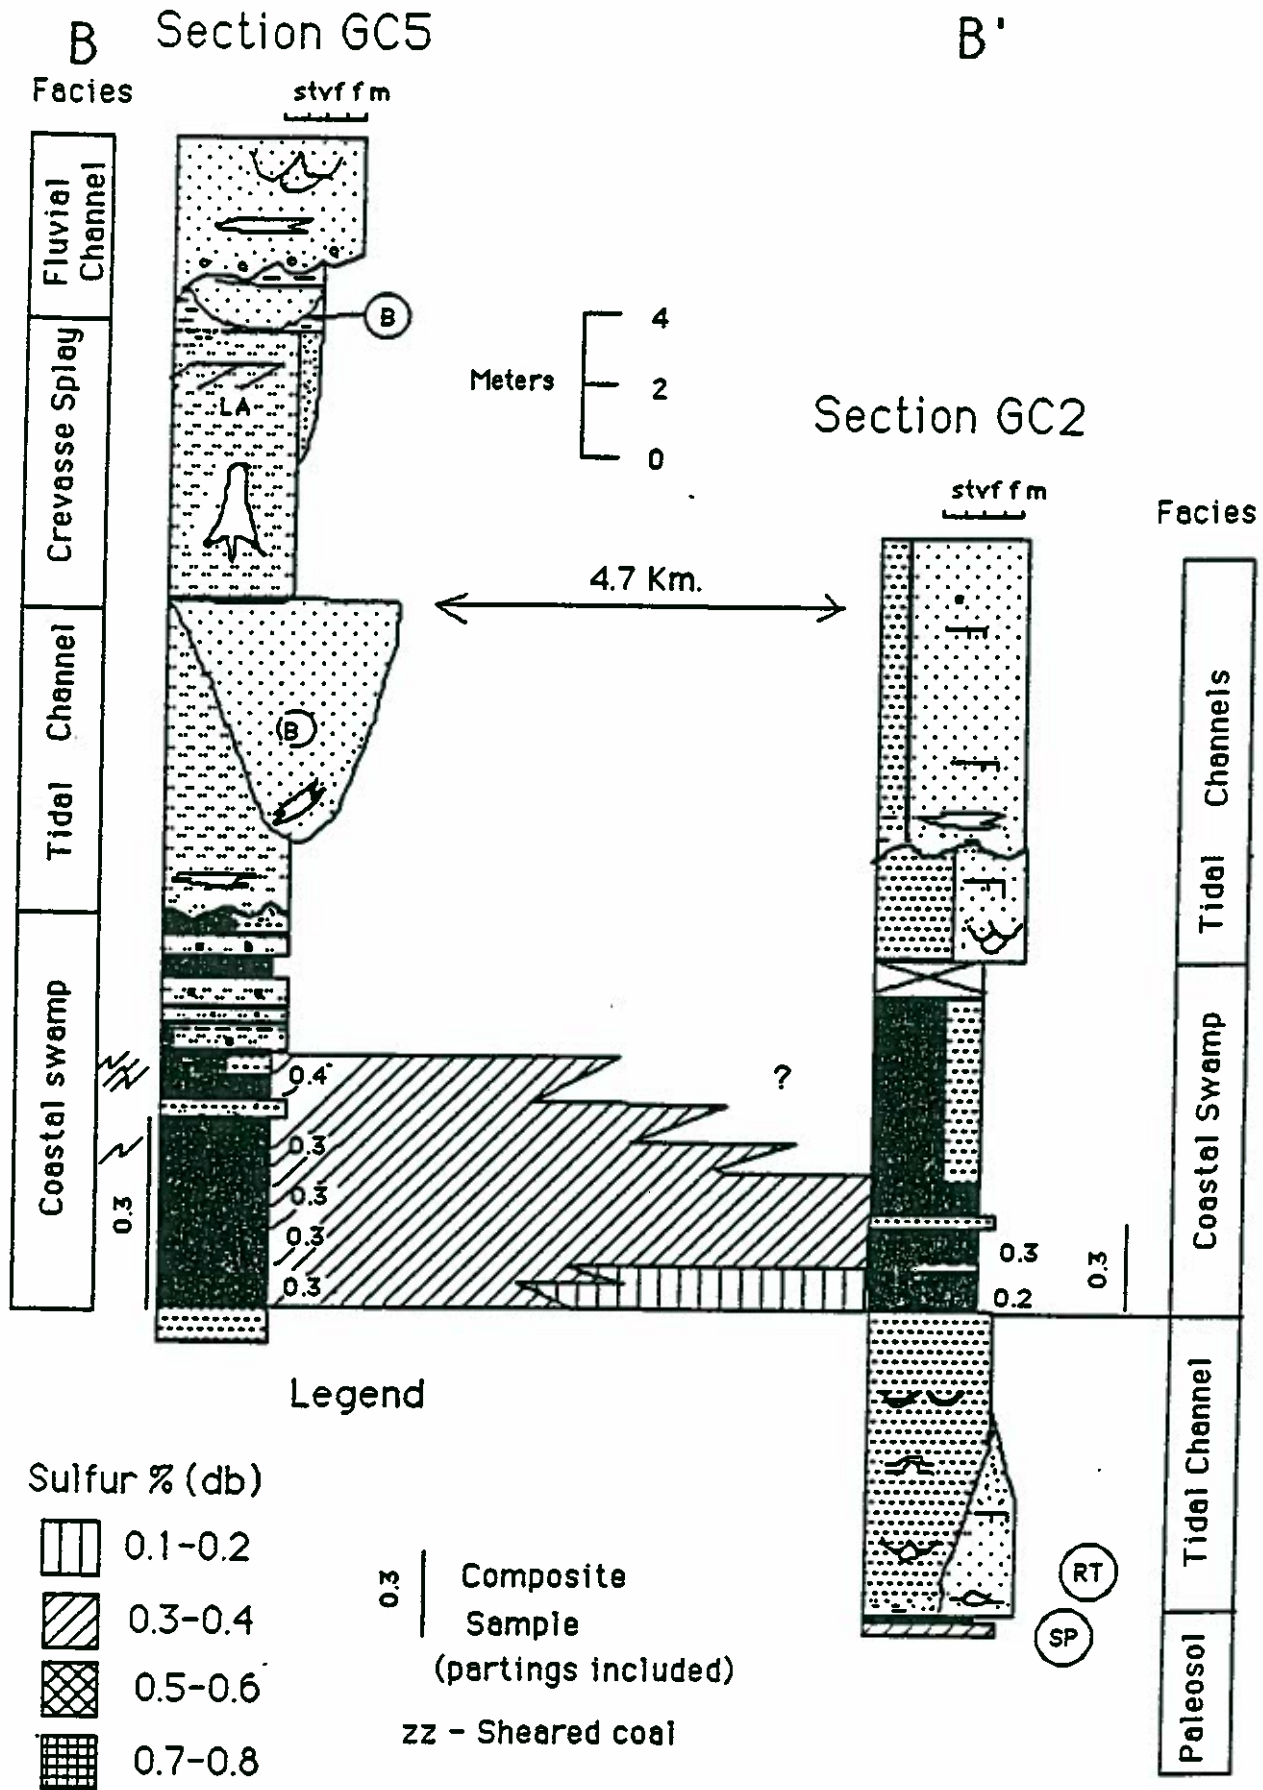 B
Section GC5
B'
Facies
stvf f m
Fluvial Channel
B
Crevasse Splay
LA
Meters
4
2
0
Section GC2
stvf f m
Facies
4.7 Km.
Tidal Channel
B
Tidal Channels
Coastal swamp
0.4
?
0.3
0.3
0.3
0.3
0.3
Coastal Swamp
0.3
0.2
0.3
Legend
Sulfur % (db)
0.1-0.2
0.3-0.4
0.5-0.6
0.7-0.8
0.3
Composite
Sample
(partings included)
zz - Sheared coal
Tidal Channel
RT
SP
Paleosol